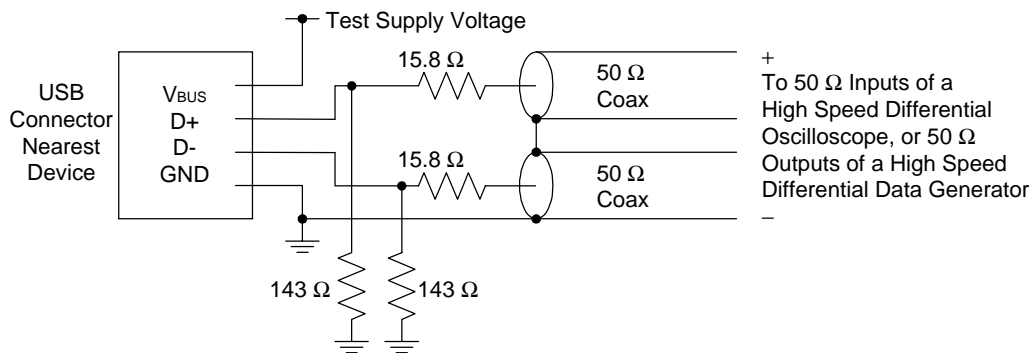 Test Supply Voltage
USB
Connector
Nearest
Device
VBUS
D+
D-
GND
15.8 Ω
50 Ω
Coax
15.8 Ω
50 Ω
Coax
143 Ω
143 Ω
+
To 50 Ω Inputs of a
High Speed Differential
Oscilloscope, or 50 Ω
Outputs of a High Speed
Differential Data Generator
−